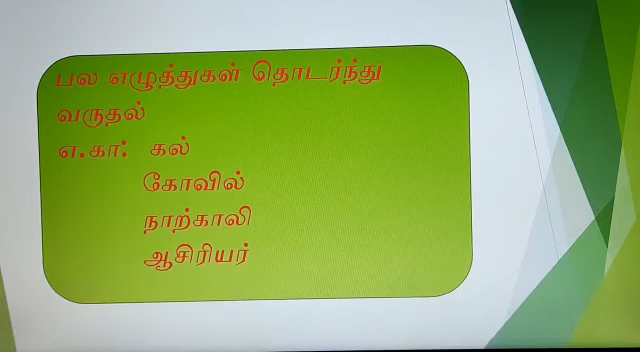 பல எழுத்துகள் தொடர்ந்து
வருதல்
எ.கா: கல்
கோவில்
நாற்காலி
ஆசிரியர்